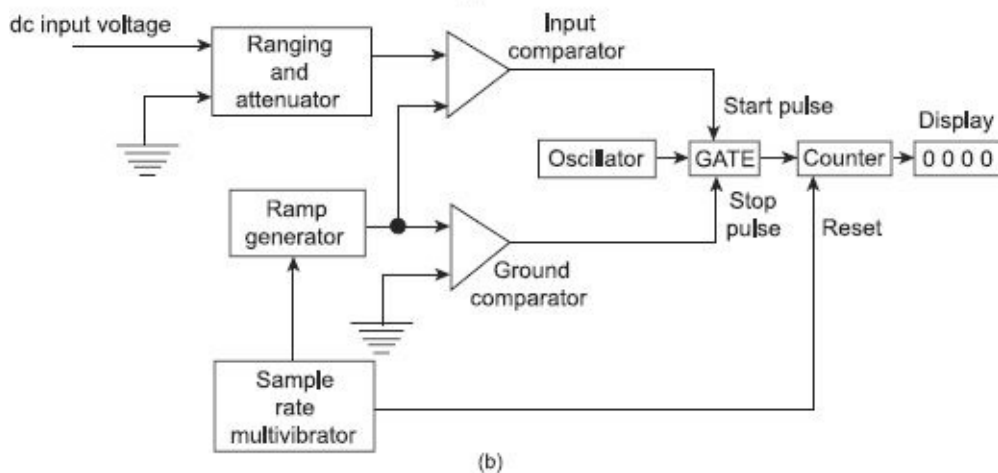 dc input voltage
Ranging
and
attenuator
Input
comparator
Start pulse
Oscillator
GATE
Counter
Display
0 0 0 0
Stop
pulse
Reset
Ramp
generator
Ground
comparator
Sample
rate
multivibrator
(b)